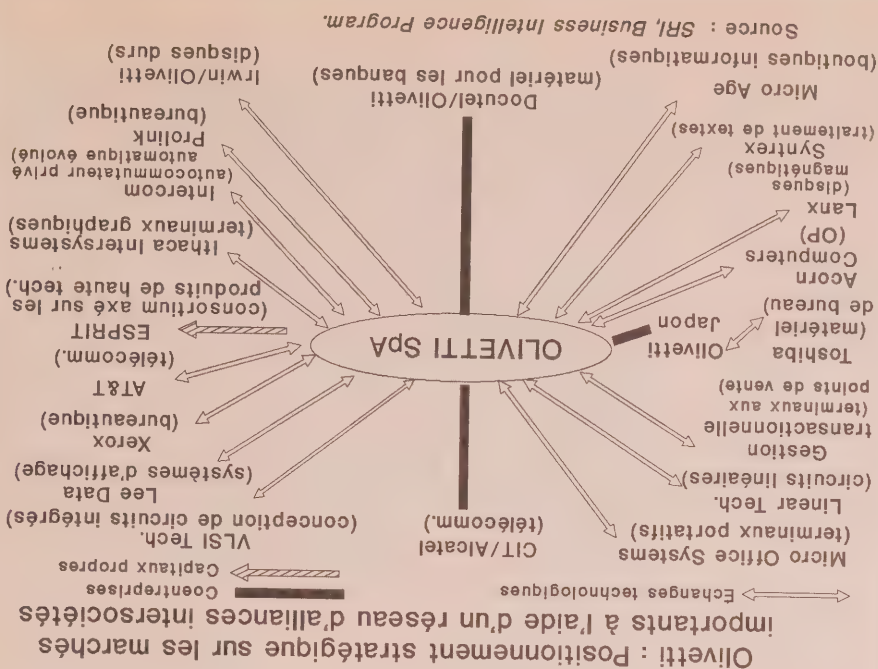 Olivetti : Positionnement stratégique sur les marchés
importants à l'aide d'un réseau d'alliances intersociétés
Échanges technologiques
Coentreprises
Capitaux propres
Micro Office Systems
(terminaux portatifs)
Linear Tech.
(circuits linéaires)
Gestion
transactionnelle
(terminaux aux
points de vente)
Toshiba
(matériel
de bureau)
Olivetti
Japon
Acorn
Computers
(OP)
Lanx
(disques
magnétiques)
Syntrex
(traitement de textes)
Micro Age
(boutiques informatiques)
CIT/Alcatel
(télécomm.)
OLIVETTI SpA
Docutel/Olivetti
(matériel pour les banques)
VLSI Tech.
(conception de circuits intégrés)
Lee Data
(systèmes d'affichage)
Xerox
(bureautique)
AT&T
(télécomm.)
ESPRIT
(consortium axé sur les
produits de haute tech.)
Ithaca Intersystems
(terminaux graphiques)
Intercom
(autocommutateur privé
automatique évolué)
Prolink
(bureautique)
Irwin/Olivetti
(disques durs)
Source : SRI, Business Intelligence Program.